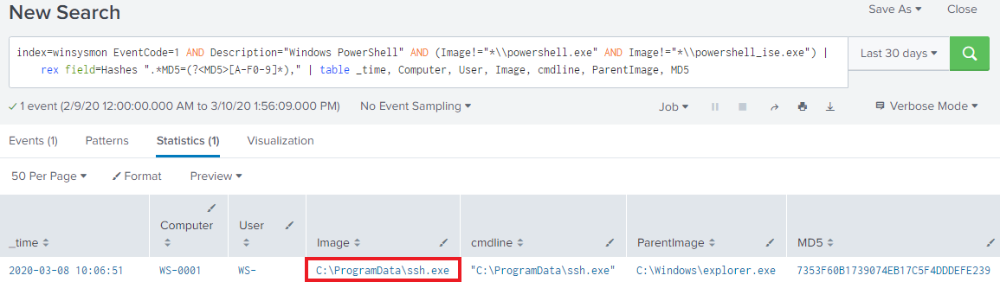 New Search
Save As
Close
index=winsysmon EventCode=1 AND Description="Windows PowerShell" AND (Image!="*\\powershell.exe" AND Image!="*\\powershell_ise.exe") |
rex field=Hashes ".*MD5=(?<MD5>[A-F0-9]*)," | table _time, Computer, User, Image, cmdline, ParentImage, MD5
Last 30 days
✓ 1 event (2/9/20 12:00:00.000 AM to 3/10/20 1:56:09.000 PM)
No Event Sampling
Job
Verbose Mode
Events (1)
Patterns
Statistics (1)
Visualization
50 Per Page
Format
Preview
_time
Computer
User
Image
cmdline
ParentImage
MD5
2020-03-08 10:06:51
WS-0001
WS-
C:\ProgramData\ssh.exe
"C:\ProgramData\ssh.exe"
C:\Windows\explorer.exe
7353F60B1739074EB17C5F4DDDEFE239